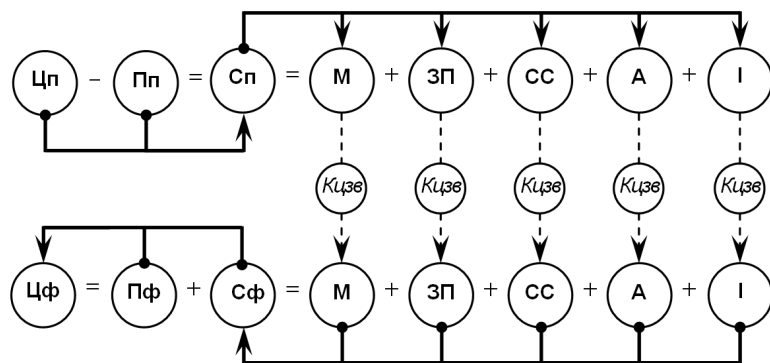 Цп – Пп = Сп = М + ЗП + СС + А + І
Кцзв Кцзв Кцзв Кцзв Кцзв
Цф = Пф + Сф = М + ЗП + СС + А + І